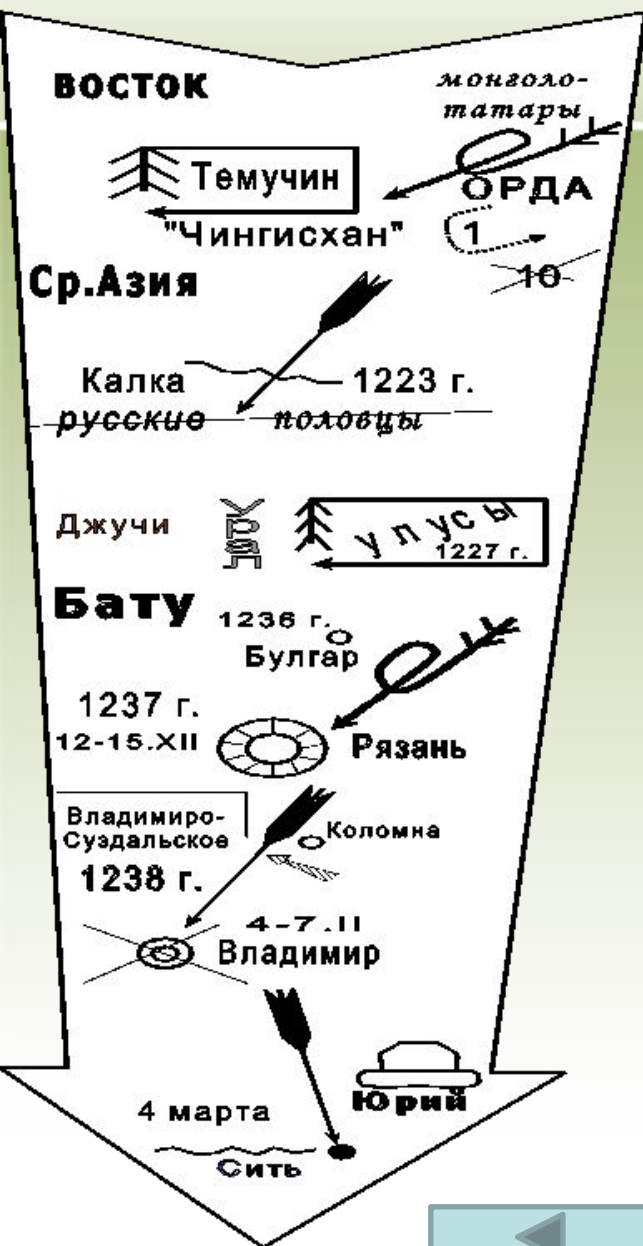 ВОСТОК
монголо-
татары
Темучин
ОРДА
"Чингисхан"
1
10
Ср.Азия
Калка
1223 г.
русские половцы
Джучи
УРАЛ
улусы
1227 г.
Бату
1236 г.
Булгар
1237 г.
12-15.XII
Рязань
Владимиро-
Суздальское
Коломна
1238 г.
4-7.II
Владимир
Юрий
4 марта
Сить